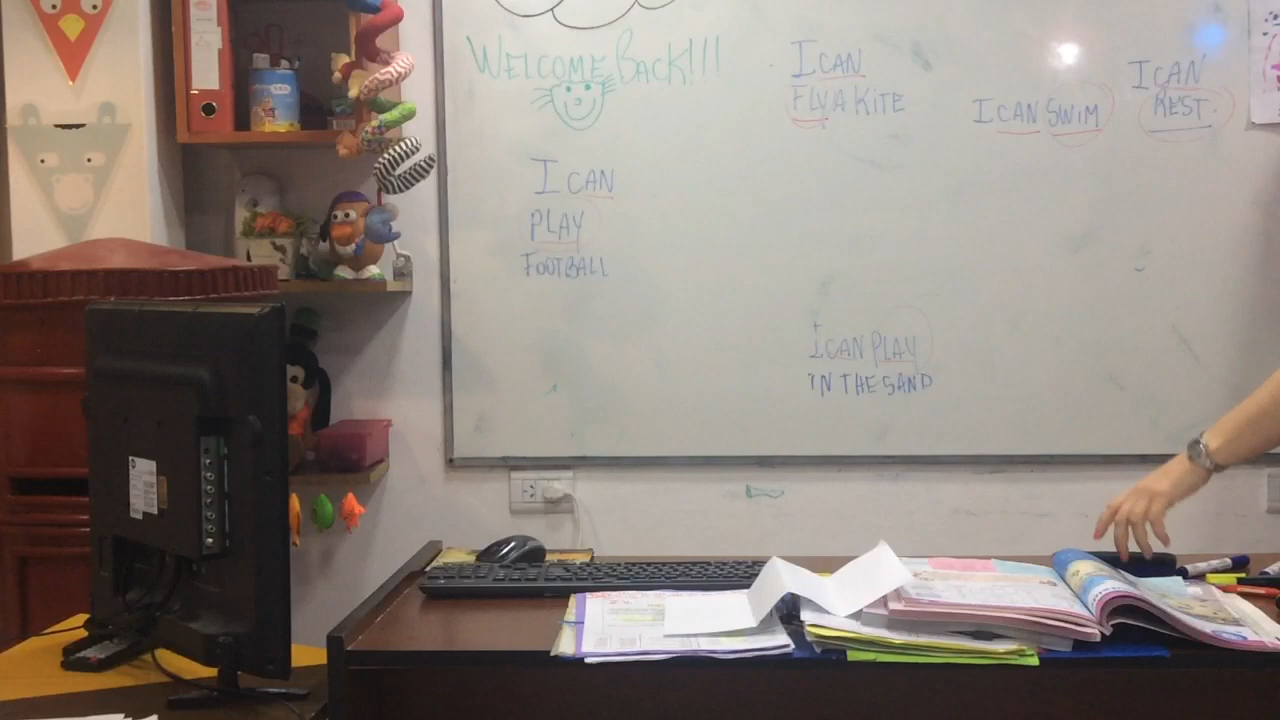 WELCOME Back!!!
I CAN
FLY A KITE
I CAN SWIM
I CAN
REST.
I CAN
PLAY
FOOTBALL
I CAN PLAY
IN THE SAND